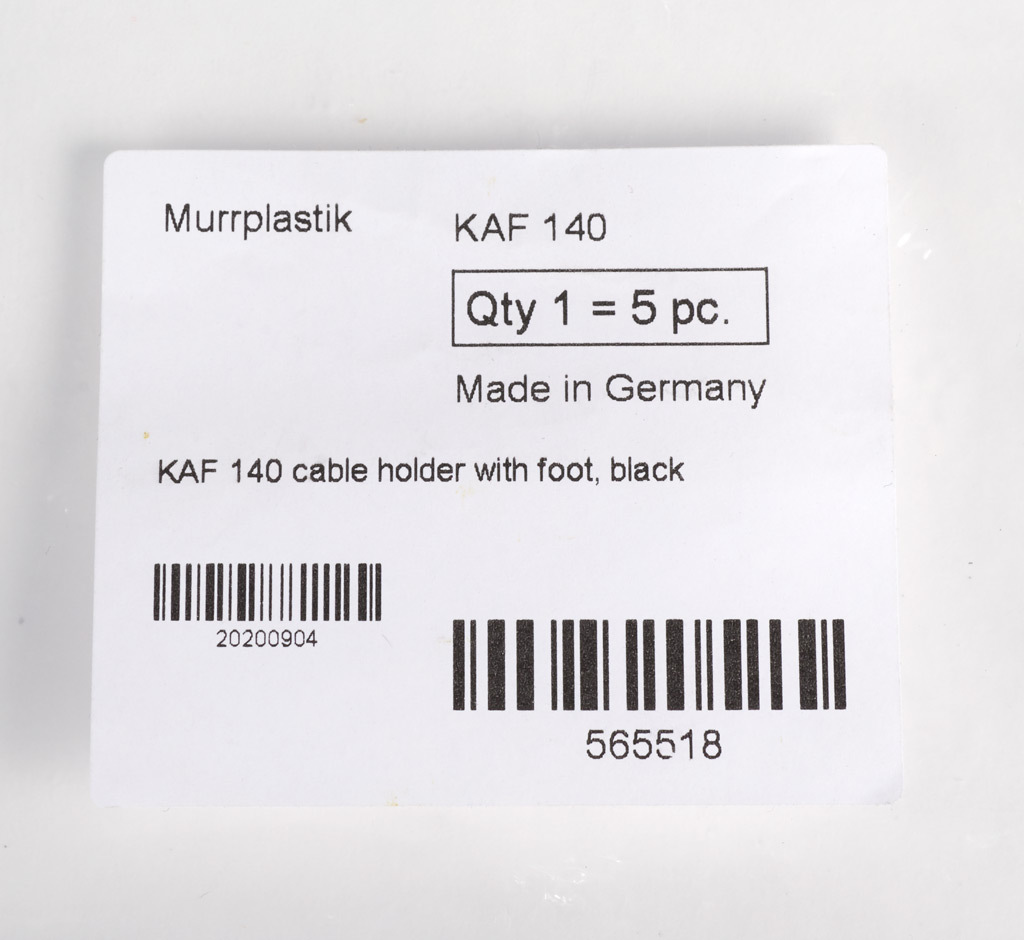 Murrplastik
KAF 140
Qty 1 = 5 pc.
Made in Germany
KAF 140 cable holder with foot, black
20200904
565518